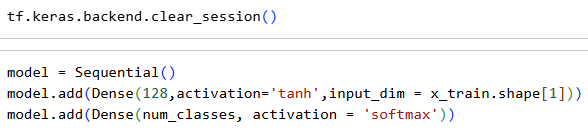 tf.keras.backend.clear_session()
model = Sequential()
model.add(Dense(128,activation='tanh',input_dim = x_train.shape[1]))
model.add(Dense(num_classes, activation = 'softmax'))